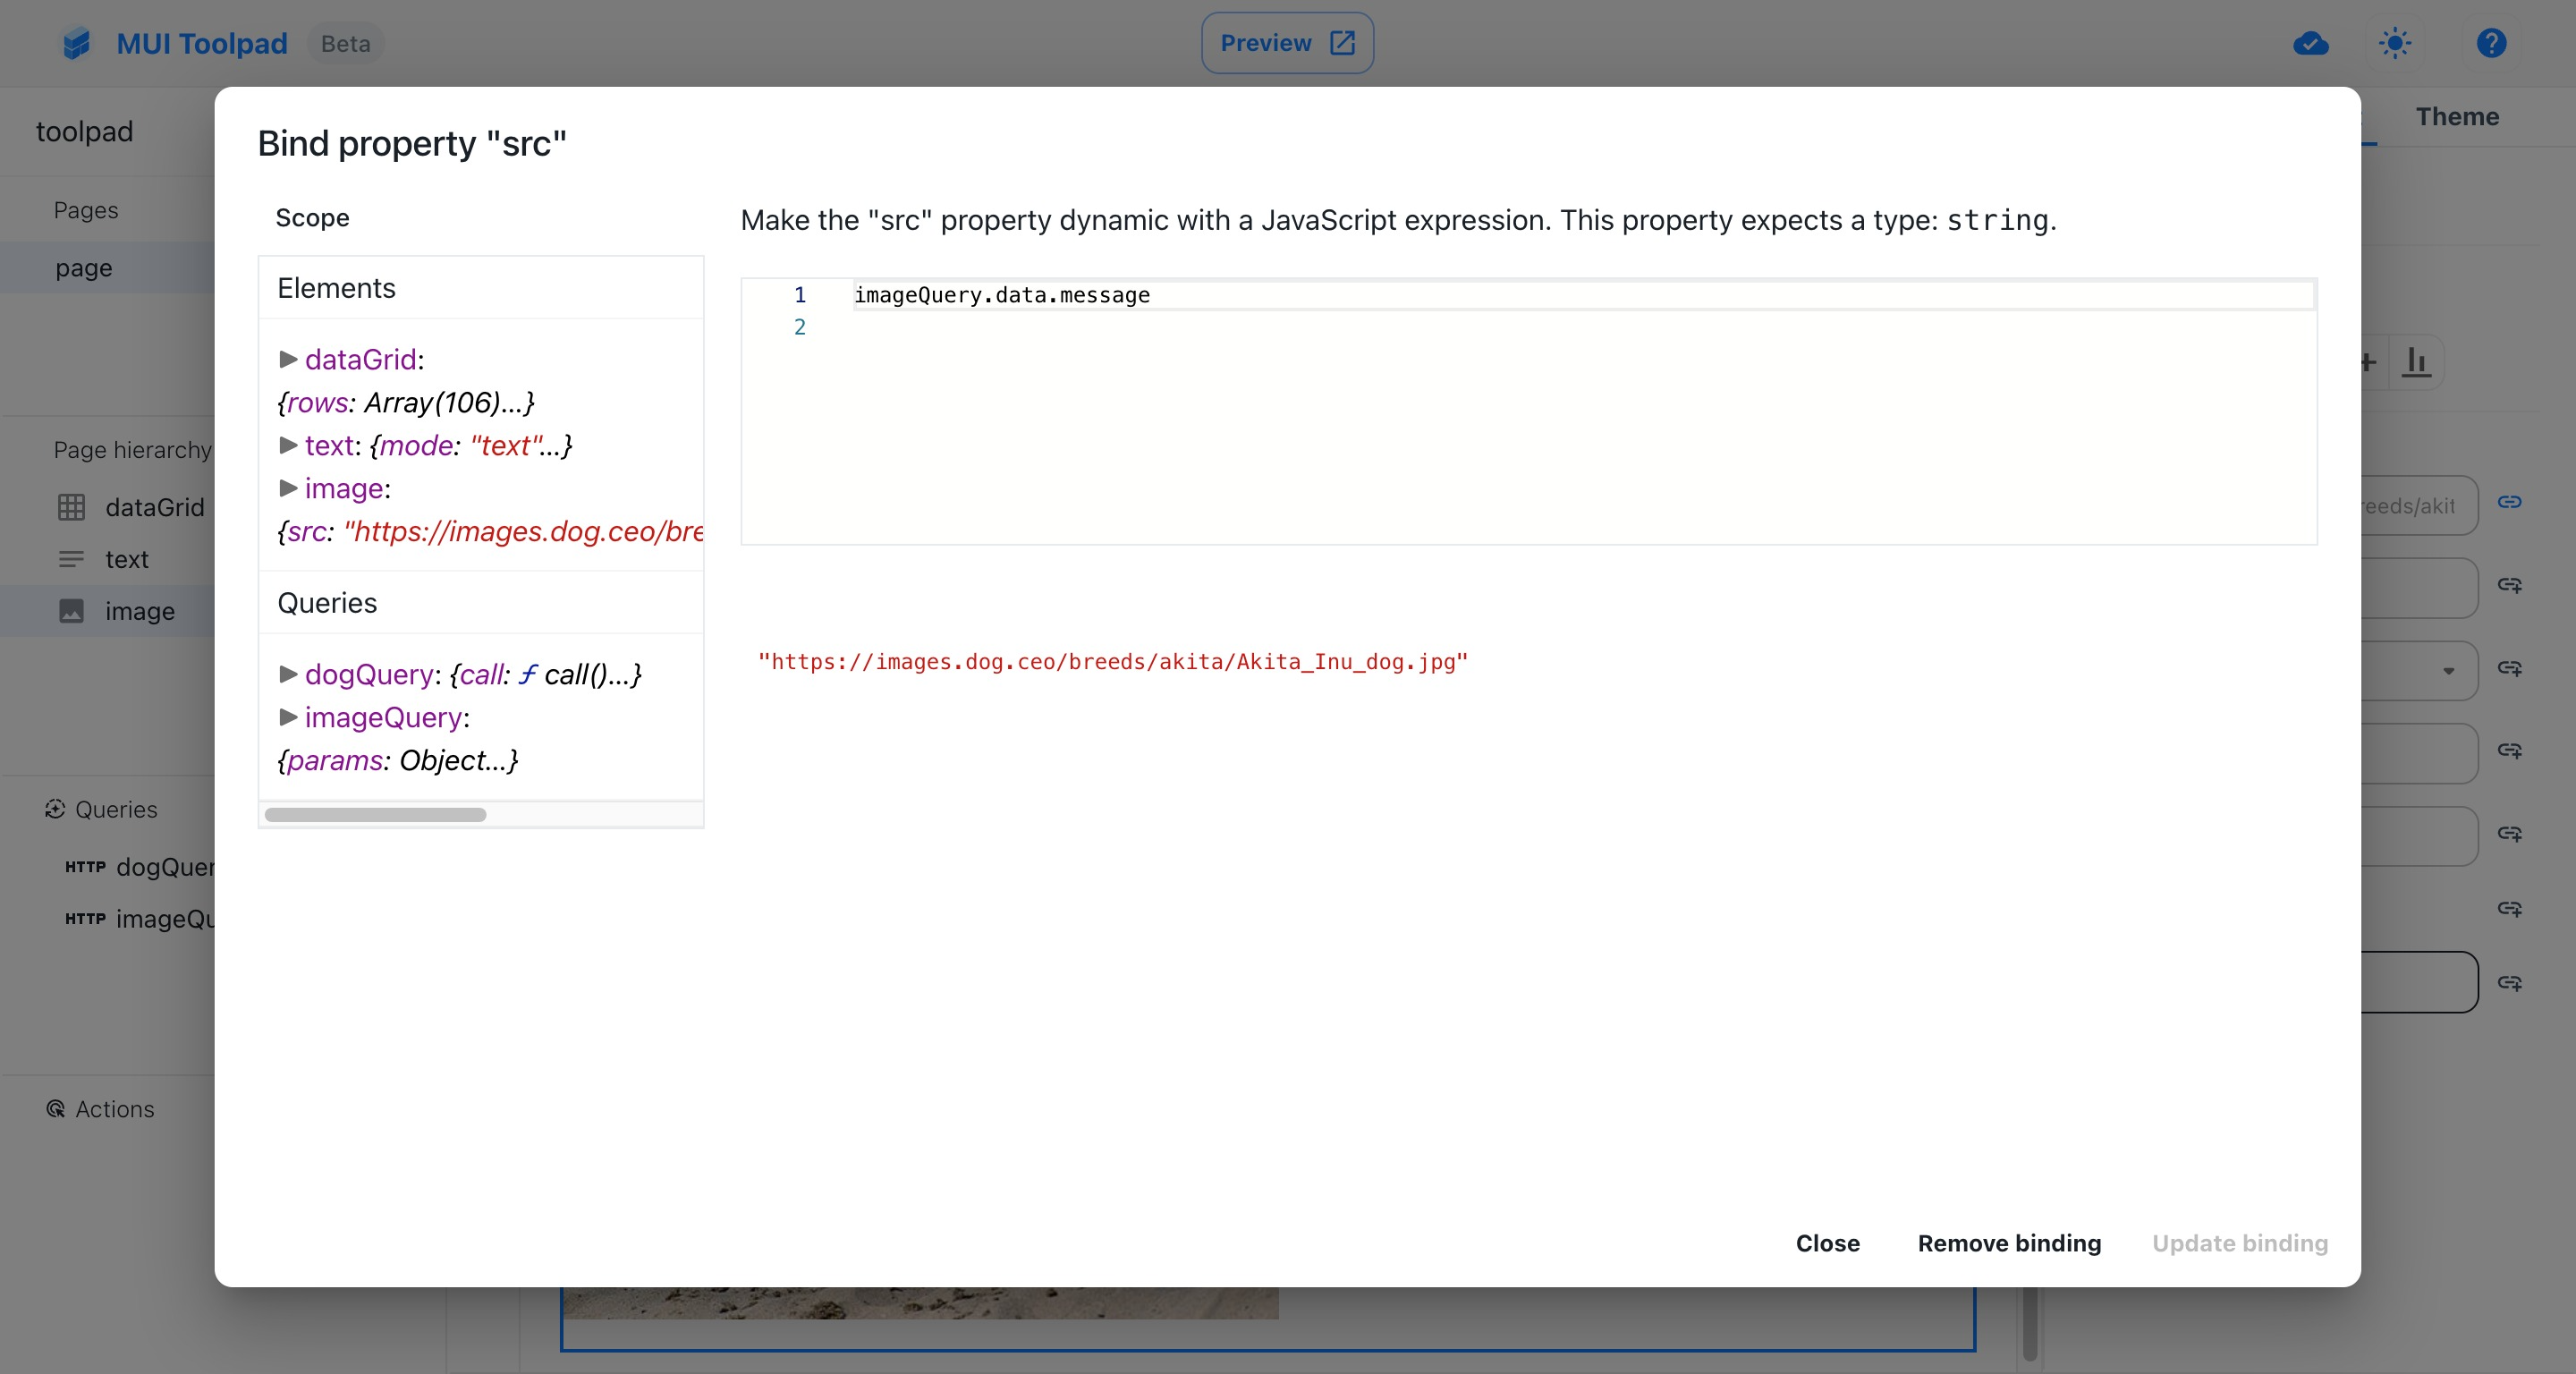 MUI Toolpad Beta
Preview
toolpad
Theme
Pages
page
Page hierarchy
dataGrid
text
image
Queries
HTTP dogQuer
HTTP imageQu
Actions
Bind property "src"
Scope
Elements
dataGrid:
{rows: Array(106)…}
text: {mode: "text"…}
image:
{src: "https://images.dog.ceo/bre
Queries
dogQuery: {call: ƒ call()…}
imageQuery:
{params: Object…}
Make the "src" property dynamic with a JavaScript expression. This property expects a type: string.
1 imageQuery.data.message
2
"https://images.dog.ceo/breeds/akita/Akita_Inu_dog.jpg"
reeds/akit
Close Remove binding Update binding